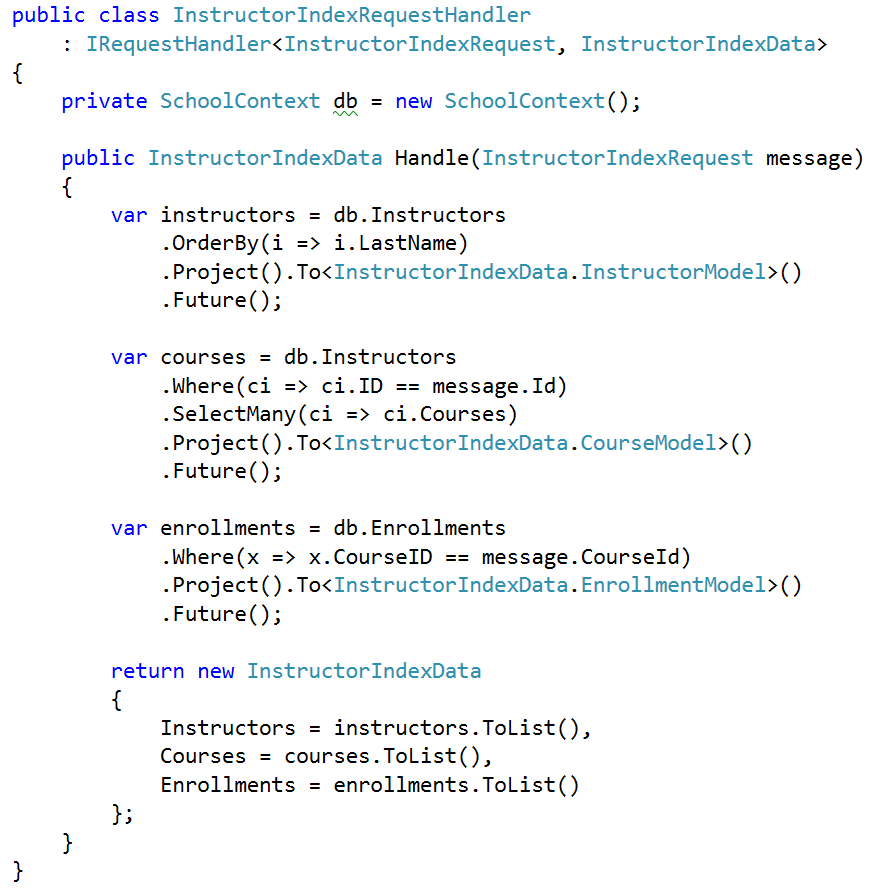 public class InstructorIndexRequestHandler
    : IRequestHandler<InstructorIndexRequest, InstructorIndexData>
{
    private SchoolContext db = new SchoolContext();

    public InstructorIndexData Handle(InstructorIndexRequest message)
    {
        var instructors = db.Instructors
            .OrderBy(i => i.LastName)
            .Project().To<InstructorIndexData.InstructorModel>()
            .Future();

        var courses = db.Instructors
            .Where(ci => ci.ID == message.Id)
            .SelectMany(ci => ci.Courses)
            .Project().To<InstructorIndexData.CourseModel>()
            .Future();

        var enrollments = db.Enrollments
            .Where(x => x.CourseID == message.CourseId)
            .Project().To<InstructorIndexData.EnrollmentModel>()
            .Future();

        return new InstructorIndexData
        {
            Instructors = instructors.ToList(),
            Courses = courses.ToList(),
            Enrollments = enrollments.ToList()
        };
    }
}